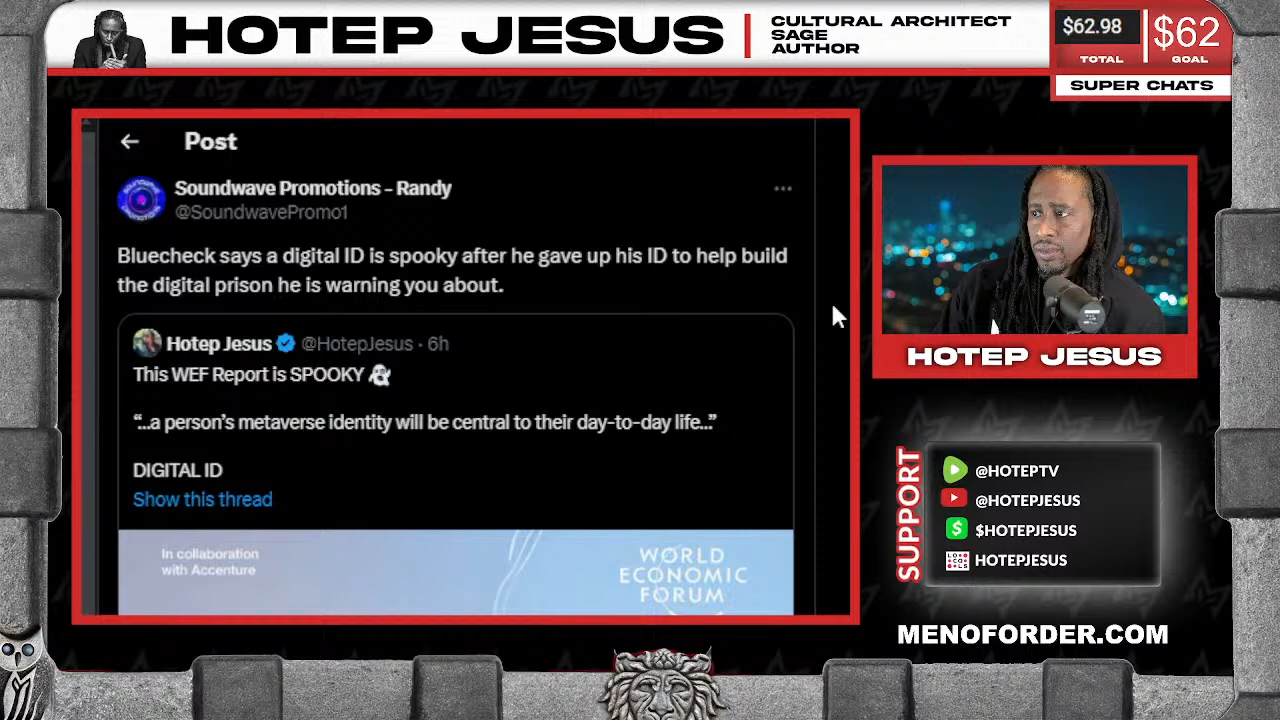 HOTEP JESUS
CULTURAL ARCHITECT
SAGE
AUTHOR
$62.98
$62
TOTAL
GOAL
SUPER CHATS
Post
Soundwave Promotions - Randy
@SoundwavePromo1
Bluecheck says a digital ID is spooky after he gave up his ID to help build
the digital prison he is warning you about.
Hotep Jesus @HotepJesus · 6h
This WEF Report is SPOOKY 👻
“...a person's metaverse identity will be central to their day-to-day life...”
DIGITAL ID
Show this thread
In collaboration
with Accenture
WORLD
ECONOMIC
FORUM
HOTEP JESUS
SUPPORT
@HOTEPTV
@HOTEPJESUS
$HOTEPJESUS
LOCALS
HOTEPJESUS
MENOFORDER.COM